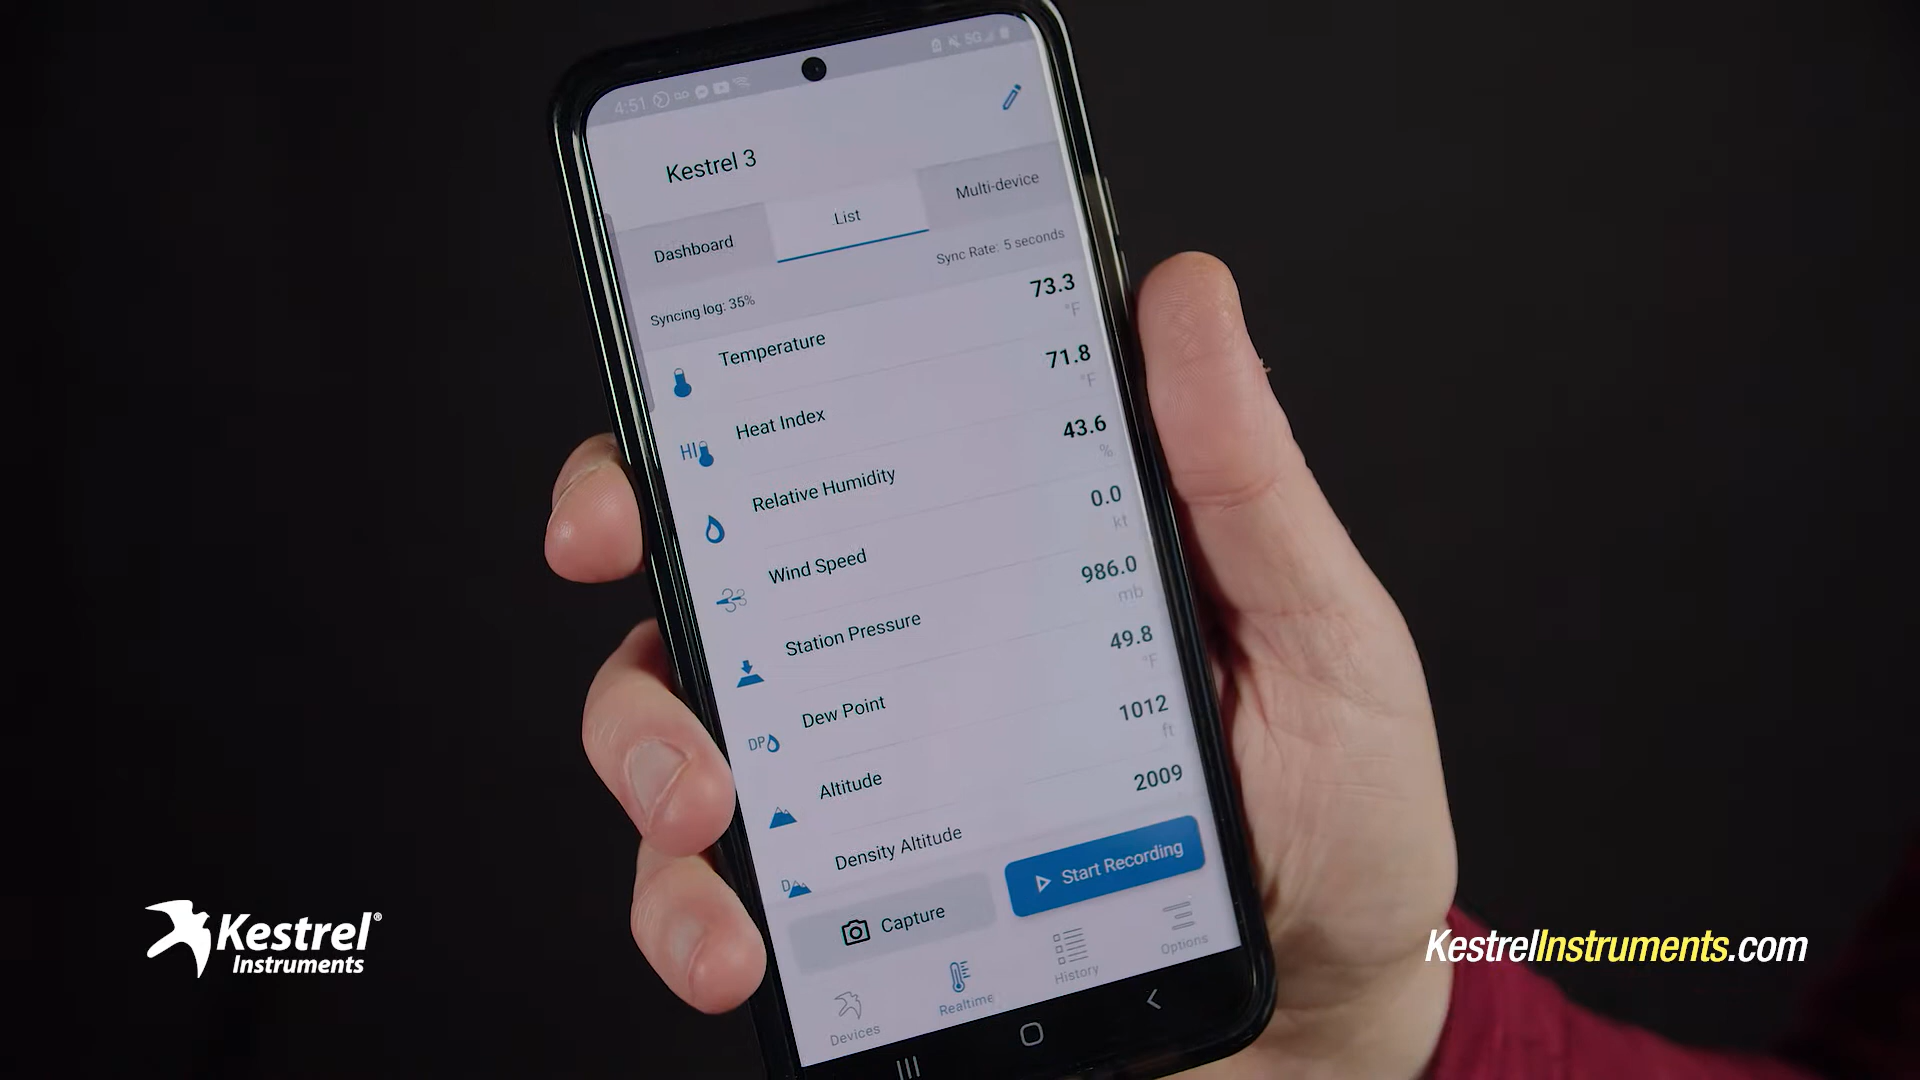 4:51
5G
Kestrel 3
Dashboard
List
Multi-device
Syncing log: 35%
Sync Rate: 5 seconds
Temperature
73.3
°F
HI
Heat Index
71.8
°F
Relative Humidity
43.6
%
Wind Speed
0.0
kt
Station Pressure
986.0
mb
DP
Dew Point
49.8
°F
Altitude
1012
ft
D
Density Altitude
2009
Capture
Start Recording
Devices
Realtime
History
Options
Kestrel®
Instruments
KestrelInstruments.com